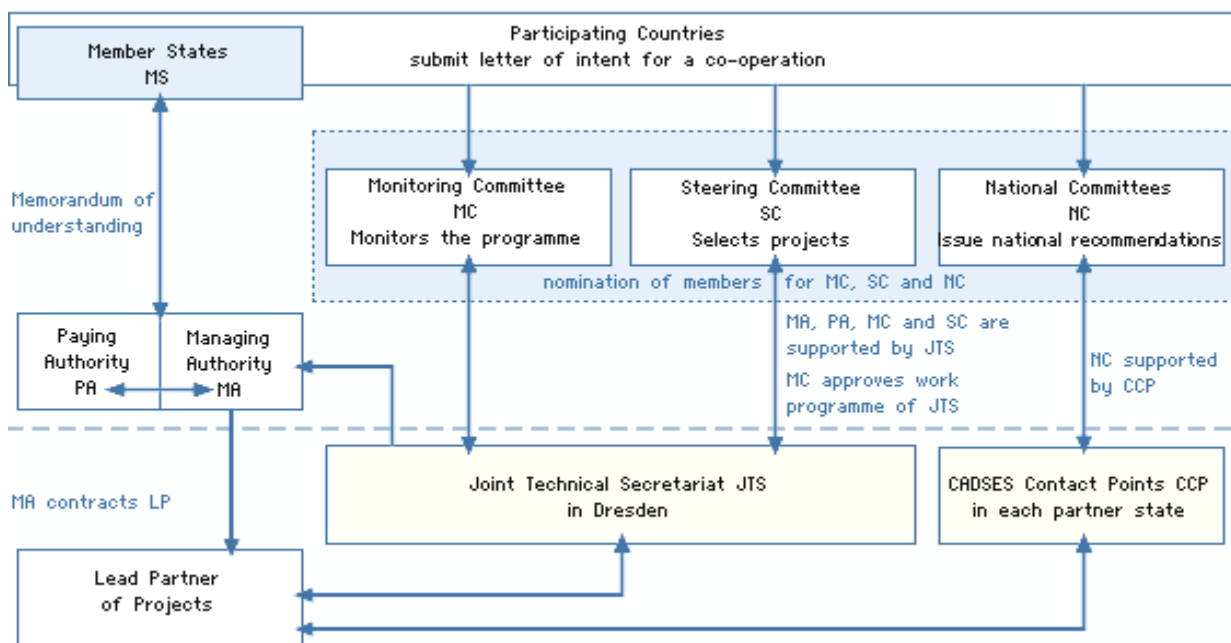 Participating Countries
submit letter of intent for a co-operation
Member States
MS
Memorandum of
understanding
Monitoring Committee
MC
Monitors the programme
Steering Committee
SC
Selects projects
National Committees
NC
Issue national recommendations
nomination of members for MC, SC and NC
Paying
Authority
PA
Managing
Authority
MA
MA, PA, MC and SC are
supported by JTS
MC approves work
programme of JTS
NC supported
by CCP
MA contracts LP
Joint Technical Secretariat JTS
in Dresden
CADSES Contact Points CCP
in each partner state
Lead Partner
of Projects